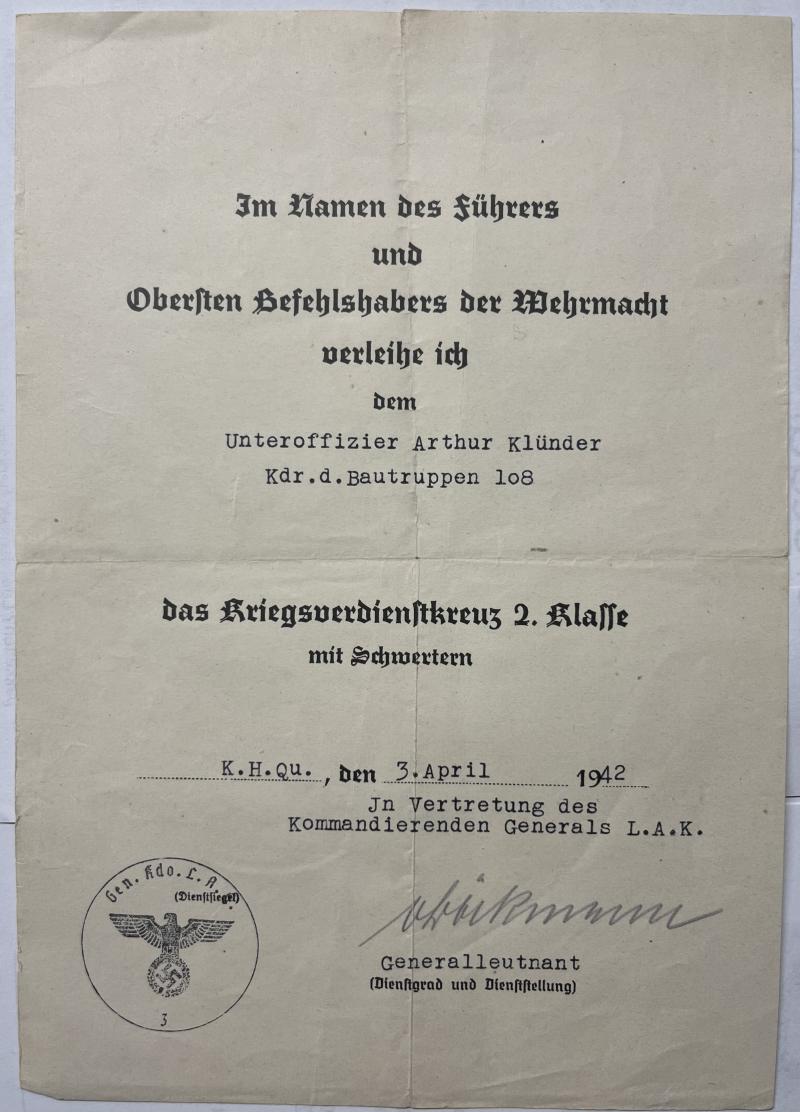 Im Namen des Führers
und
Obersten Befehlshabers der Wehrmacht
verleihe ich
dem
Unteroffizier Arthur Klünder
Kdr.d.Bautruppen lo8
das Kriegsverdienstkreuz 2. Klasse
mit Schwertern
K.H.Qu. , den 3.April 1942
Jn Vertretung des
Kommandierenden Generals L.A.K.
Gen. Kdo. L. A.
(Dienstsiegel)
Generalleutnant
(Dienstgrad und Dienststellung)
3